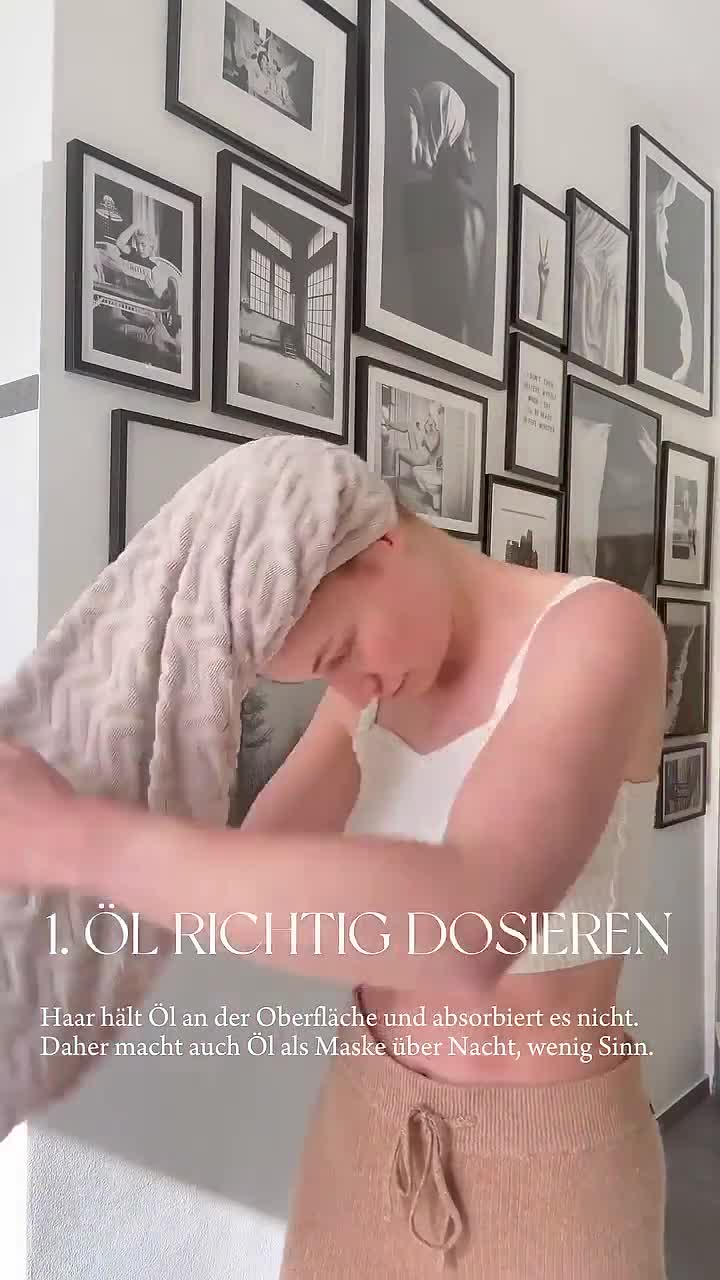 1. ÖL RICHTIG DOSIEREN
Haar hält Öl an der Oberfläche und absorbiert es nicht.
Daher macht auch Öl als Maske über Nacht, wenig Sinn.